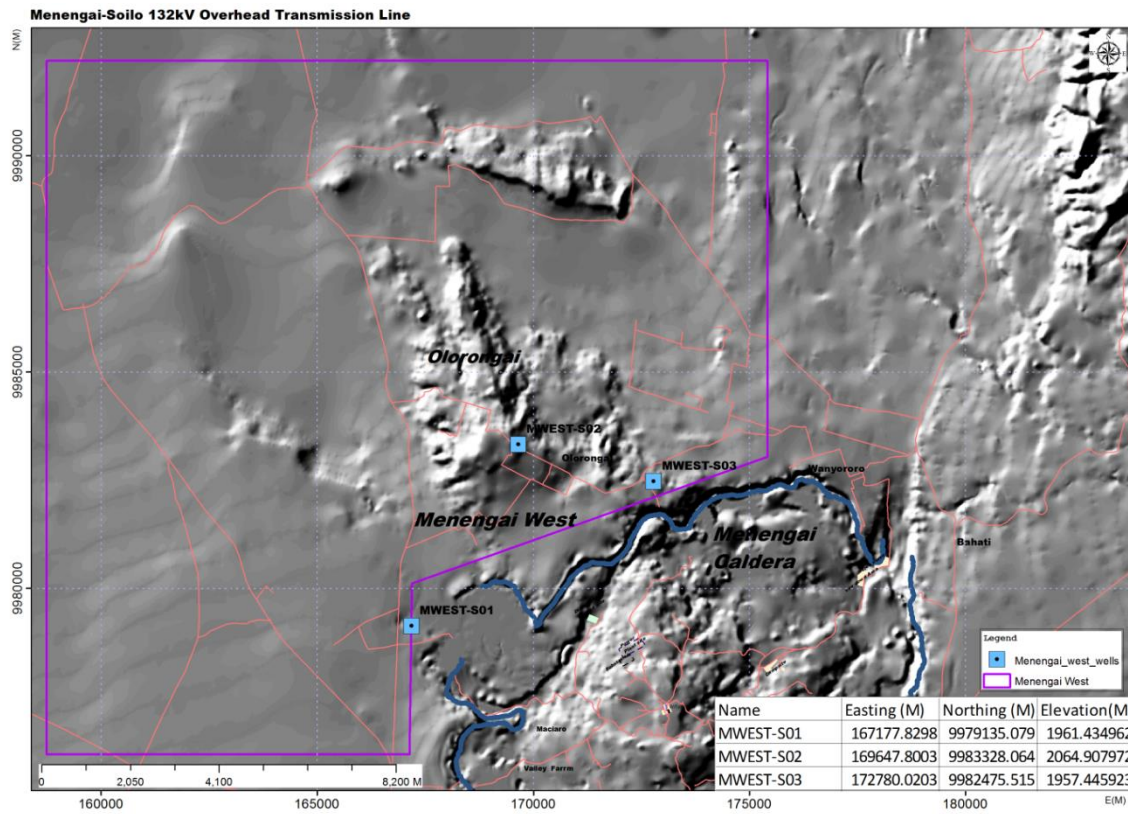 Menengai-Soilo 132kV Overhead Transmission Line
N(M)
9990000
9985000
9980000
Olorongai
MWEST-S02
Olorongai
MWEST-S03
Wanyororo
Menengai West
Menengai
Caldera
Bahati
MWEST-S01
Maciaro
Valley Farm
Legend
Menengai_west_wells
Menengai West
Name Easting (M) Northing (M) Elevation(M
MWEST-S01 167177.8298 9979135.079 1961.434962
MWEST-S02 169647.8003 9983328.064 2064.907972
MWEST-S03 172780.0203 9982475.515 1957.445923
0 2,050 4,100 8,200 M
160000 165000 170000 175000 180000 E(M)